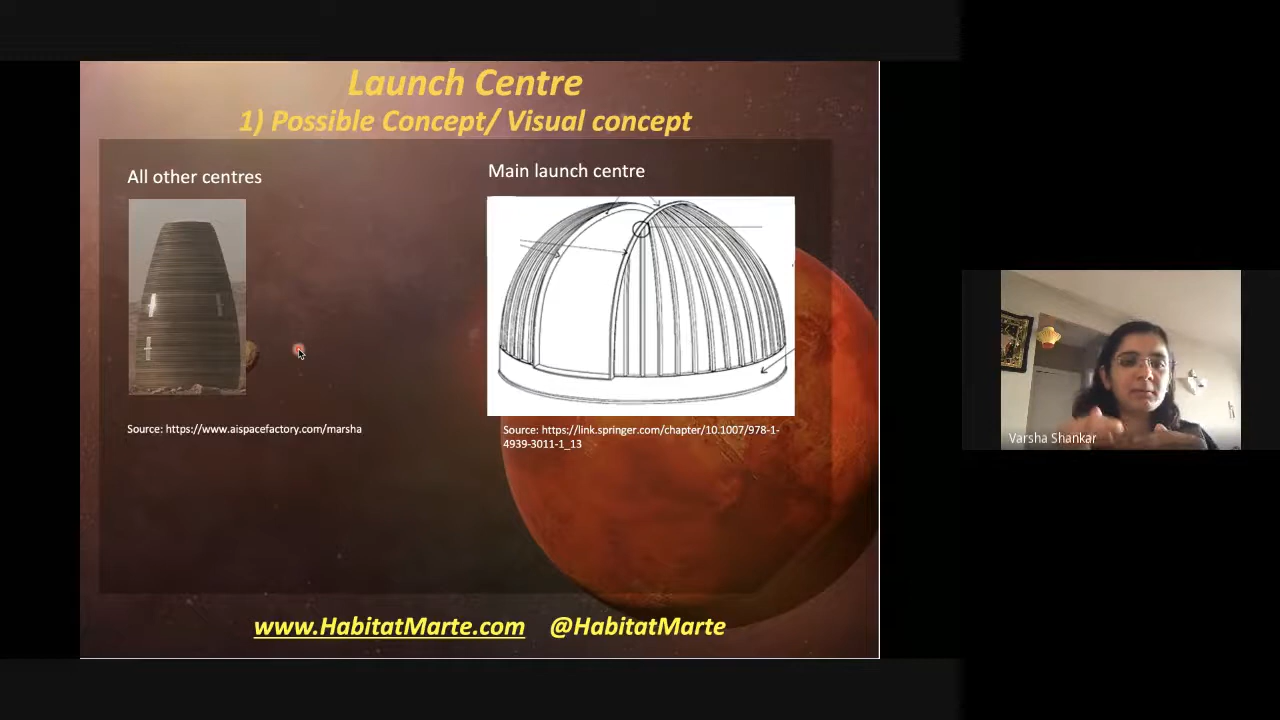 Launch Centre
1) Possible Concept/ Visual concept
All other centres
Main launch centre
Source: https://www.aispacefactory.com/marsha
Source: https://link.springer.com/chapter/10.1007/978-1-
4939-3011-1_13
www.HabitatMarte.com @HabitatMarte
Varsha Shankar